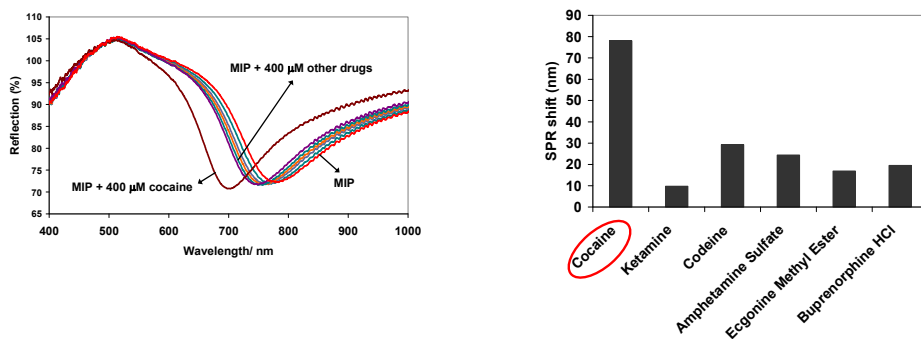 110
105
100
95
90
85
80
75
70
65
Reflection (%)
MIP + 400 µM other drugs
MIP + 400 µM cocaine
MIP
400 500 600 700 800 900 1000
Wavelength/ nm
90
80
70
60
50
40
30
20
10
0
SPR shift (nm)
Cocaine
Ketamine
Codeine
Amphetamine Sulfate
Ecgonine Methyl Ester
Buprenorphine HCl